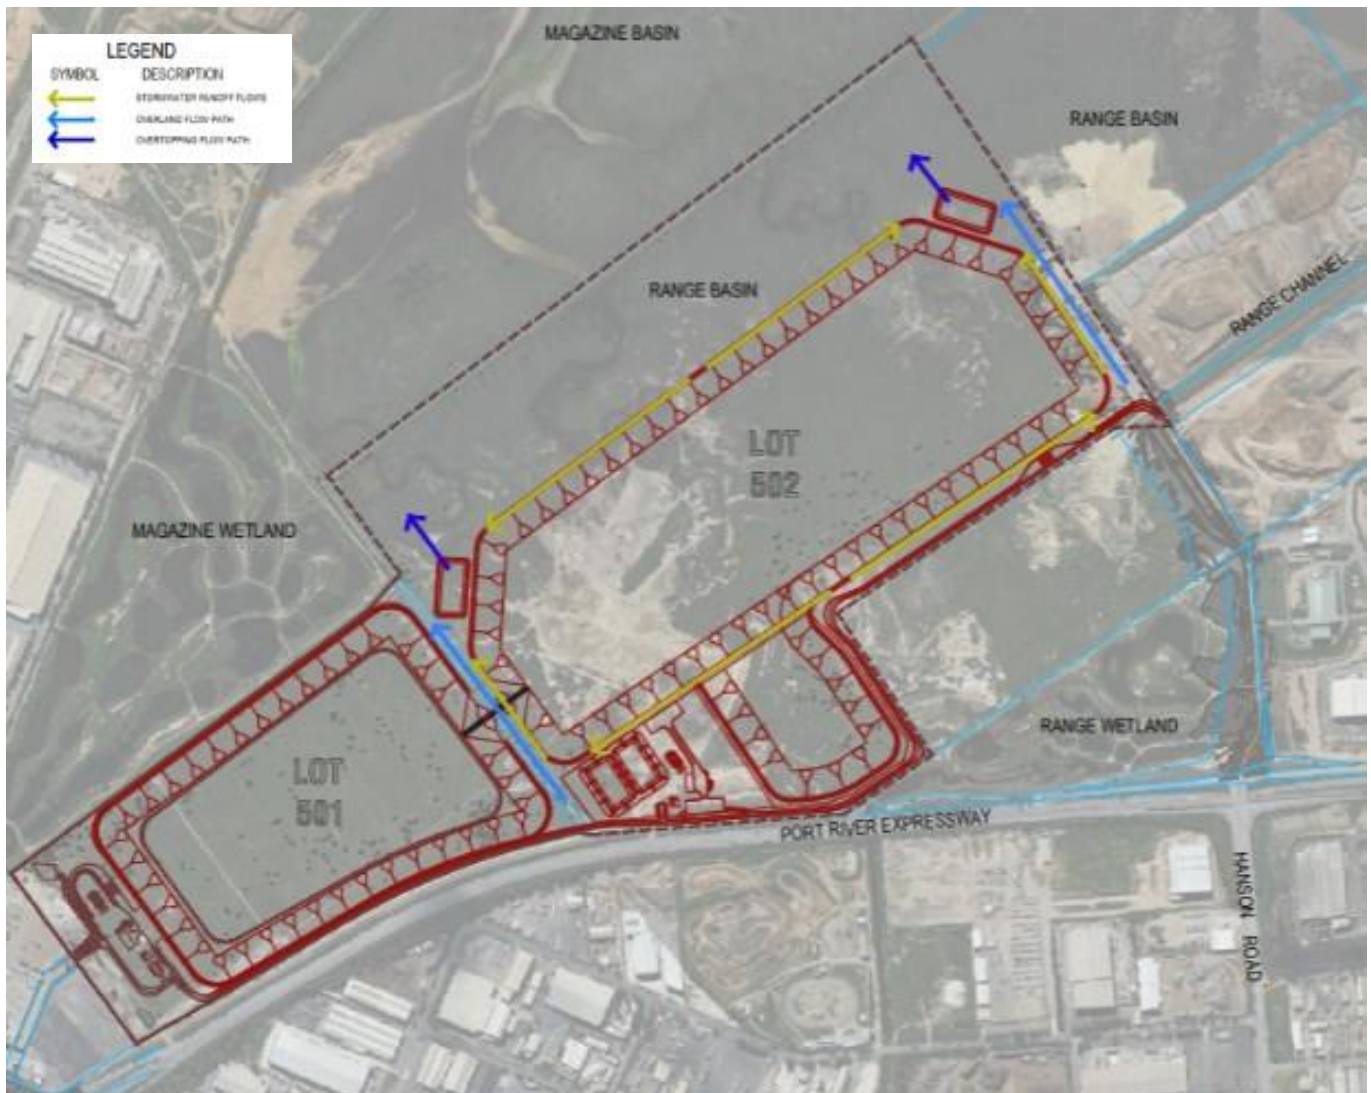 LEGEND
SYMBOL DESCRIPTION
STORMWATER RUNOFF FLOWS
OVERLAND FLOW PATH
OVERTOPPING FLOW PATH
MAGAZINE BASIN
RANGE BASIN
RANGE BASIN
RANGE CHANNEL
LOT
502
MAGAZINE WETLAND
RANGE WETLAND
LOT
501
PORT RIVER EXPRESSWAY
HANSON ROAD